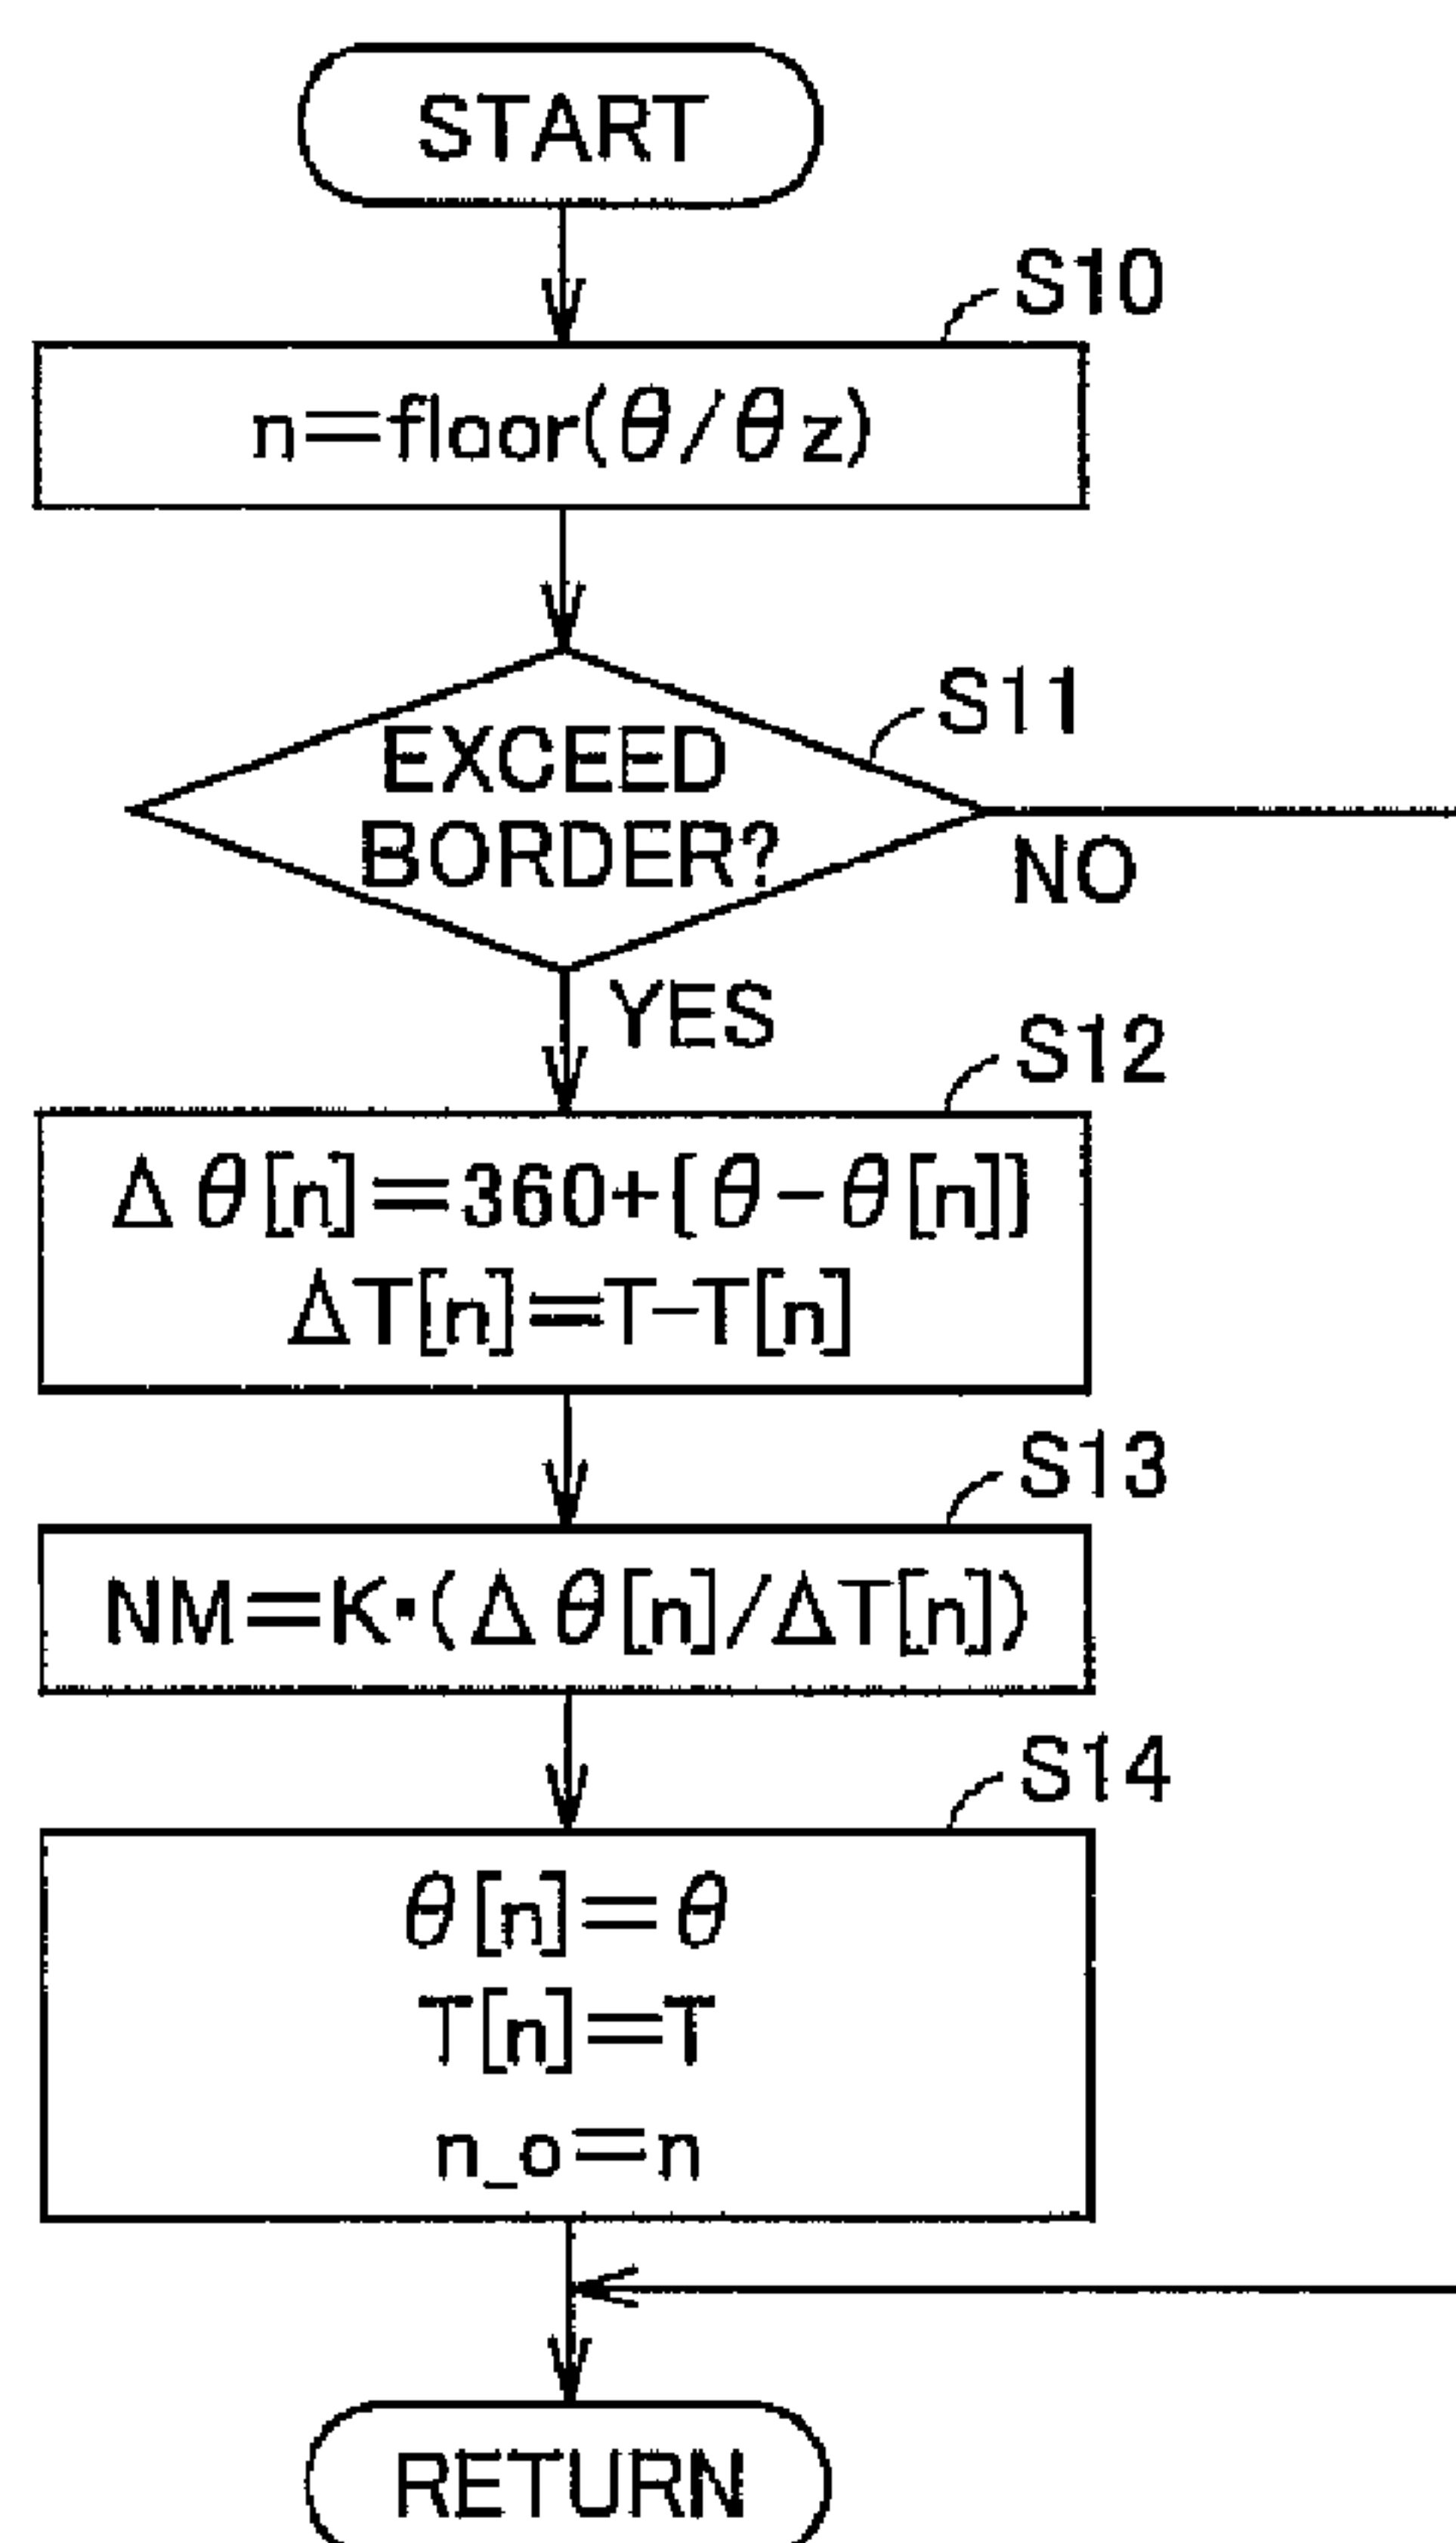 START
S10
n=floor(θ/θz)
S11
EXCEED
BORDER?
NO
YES
S12
Δθ[n]=360+{θ-θ[n]}
ΔT[n]=T-T[n]
S13
NM=K·(Δθ[n]/ΔT[n])
S14
θ[n]=θ
T[n]=T
n_o=n
RETURN